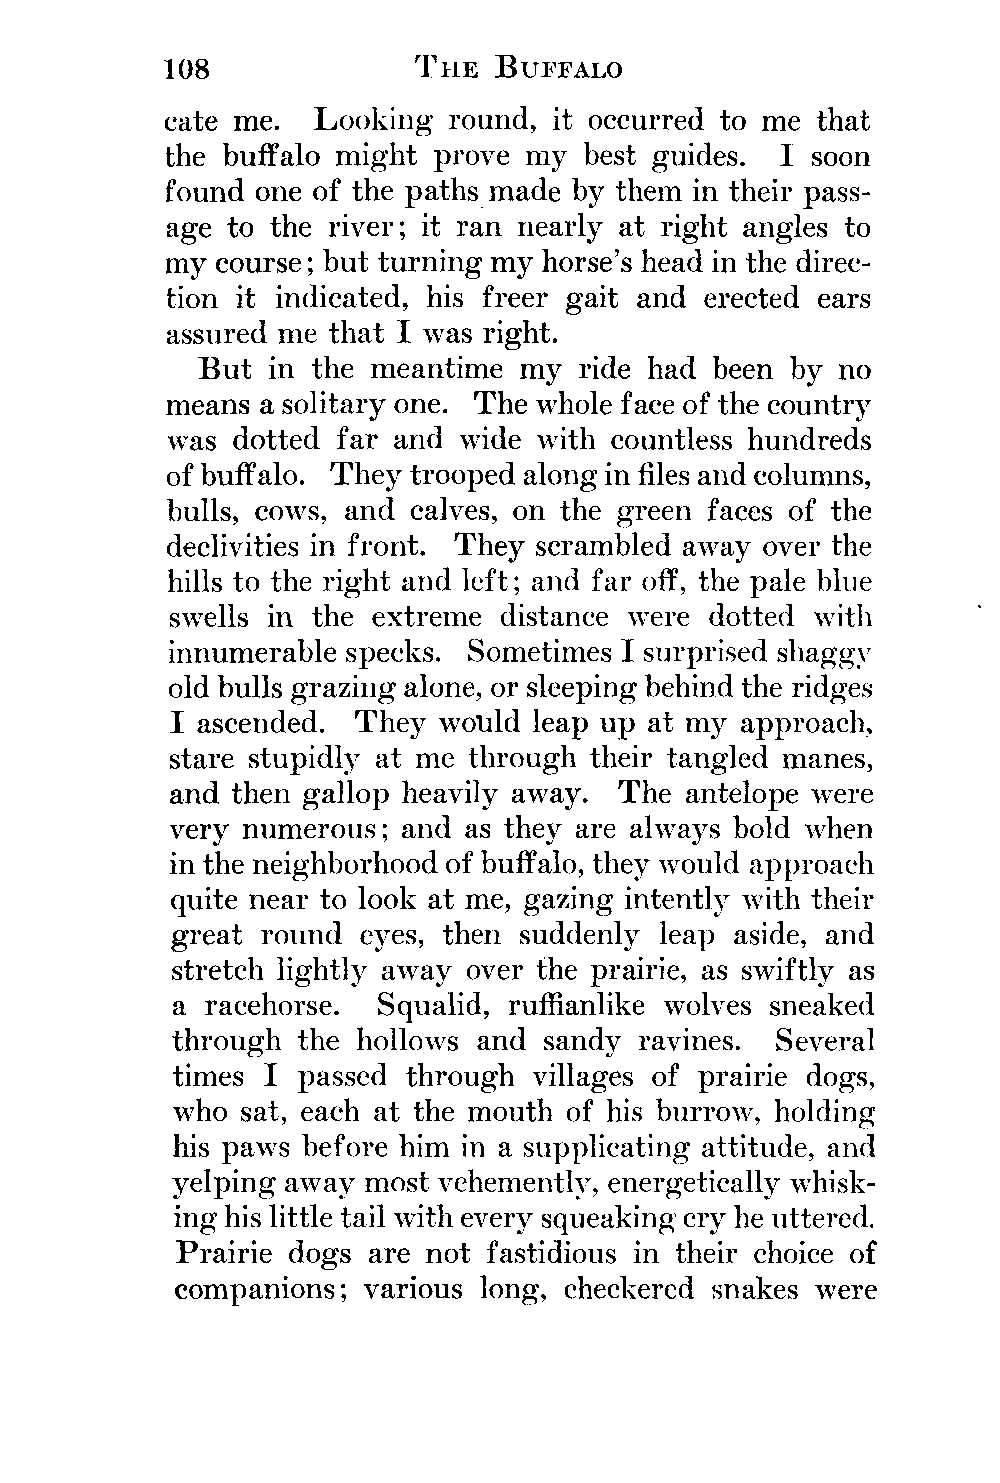 108 THE BUFFALO
cate me. Looking round, it occurred to me that
the buffalo might prove my best guides. I soon
found one of the paths made by them in their pass-
age to the river; it ran nearly at right angles to
my course; but turning my horse's head in the direc-
tion it indicated, his freer gait and erected ears
assured me that I was right.
But in the meantime my ride had been by no
means a solitary one. The whole face of the country
was dotted far and wide with countless hundreds
of buffalo. They trooped along in files and columns,
bulls, cows, and calves, on the green faces of the
declivities in front. They scrambled away over the
hills to the right and left; and far off, the pale blue
swells in the extreme distance were dotted with
innumerable specks. Sometimes I surprised shaggy
old bulls grazing alone, or sleeping behind the ridges
I ascended. They would leap up at my approach,
stare stupidly at me through their tangled manes,
and then gallop heavily away. The antelope were
very numerous; and as they are always bold when
in the neighborhood of buffalo, they would approach
quite near to look at me, gazing intently with their
great round eyes, then suddenly leap aside, and
stretch lightly away over the prairie, as swiftly as
a racehorse. Squalid, ruffianlike wolves sneaked
through the hollows and sandy ravines. Several
times I passed through villages of prairie dogs,
who sat, each at the mouth of his burrow, holding
his paws before him in a supplicating attitude, and
yelping away most vehemently, energetically whisk-
ing his little tail with every squeaking cry he uttered.
Prairie dogs are not fastidious in their choice of
companions; various long, checkered snakes were